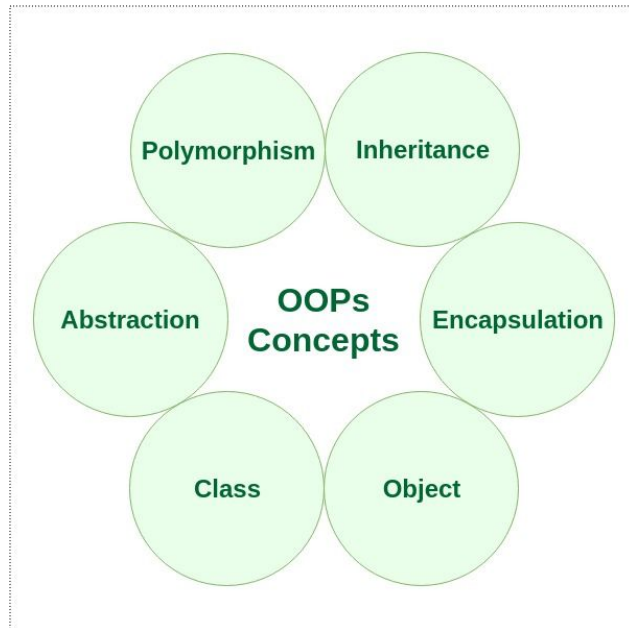 Polymorphism
Inheritance
Abstraction
OOPs
Concepts
Encapsulation
Class
Object